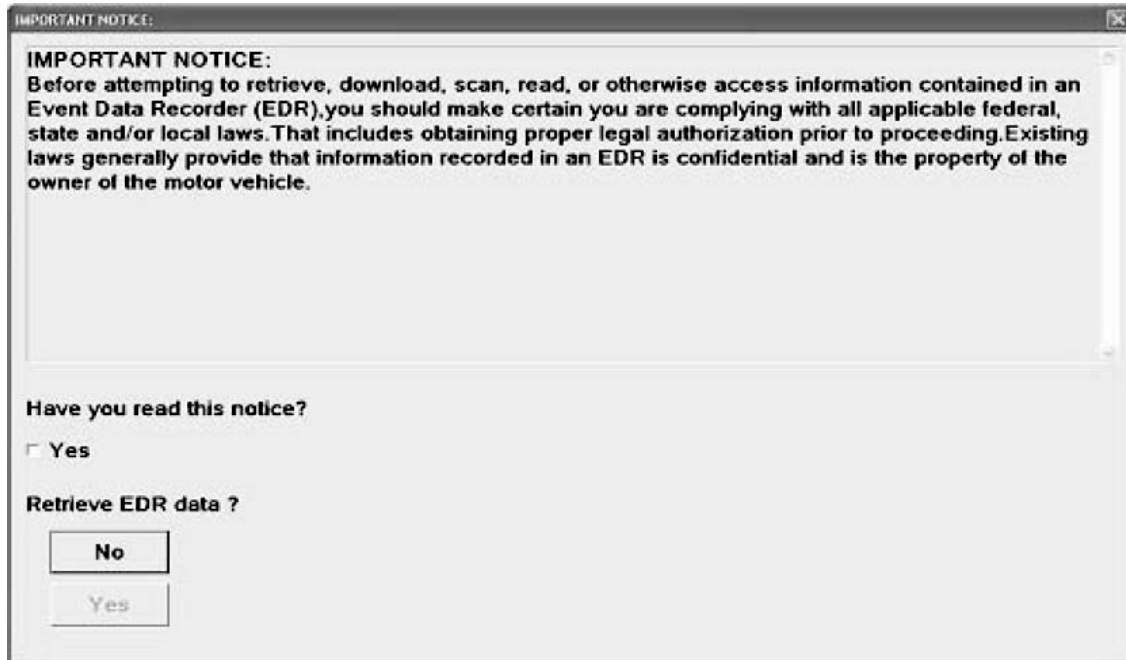 IMPORTANT NOTICE:
IMPORTANT NOTICE:
Before attempting to retrieve, download, scan, read, or otherwise access information contained in an
Event Data Recorder (EDR),you should make certain you are complying with all applicable federal,
state and/or local laws.That includes obtaining proper legal authorization prior to proceeding.Existing
laws generally provide that information recorded in an EDR is confidential and is the property of the
owner of the motor vehicle.
Have you read this notice?
Yes
Retrieve EDR data ?
No
Yes